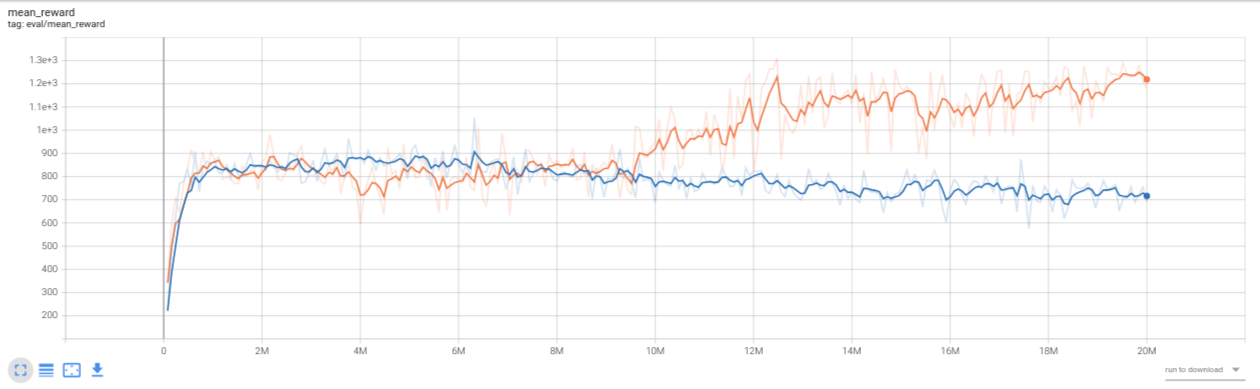 mean_reward
tag: eval/mean_reward
1.3e+3
1.2e+3
1.1e+3
1e+3
900
800
700
600
500
400
300
200
0 2M 4M 6M 8M 10M 12M 14M 16M 18M 20M
run to download